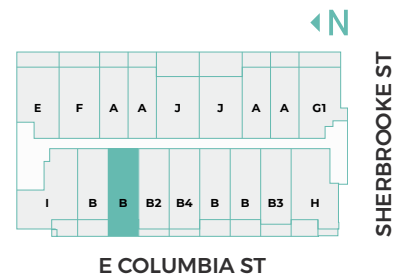 N
E F A A J J A A G1
SHERBROOKE ST
I B B B2 B4 B B B3 H
E COLUMBIA ST